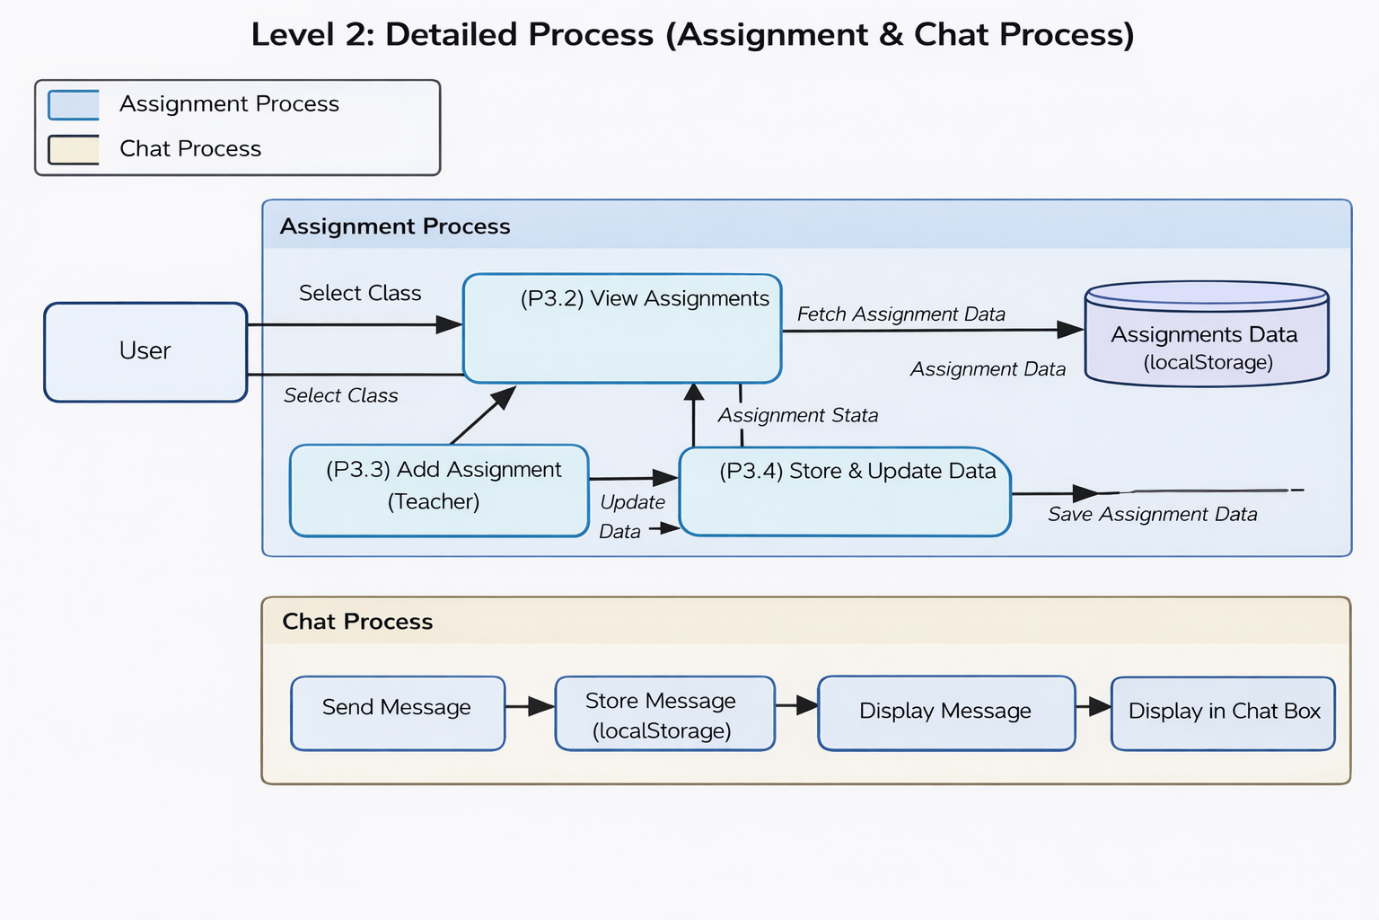 Level 2: Detailed Process (Assignment & Chat Process)
Assignment Process
Chat Process
Assignment Process
Select Class
(P3.2) View Assignments
Fetch Assignment Data
Assignments Data
(localStorage)
User
Assignment Data
Select Class
Assignment Stata
(P3.3) Add Assignment
(Teacher)
Update
Data
(P3.4) Store & Update Data
Save Assignment Data
Chat Process
Send Message
Store Message
(localStorage)
Display Message
Display in Chat Box